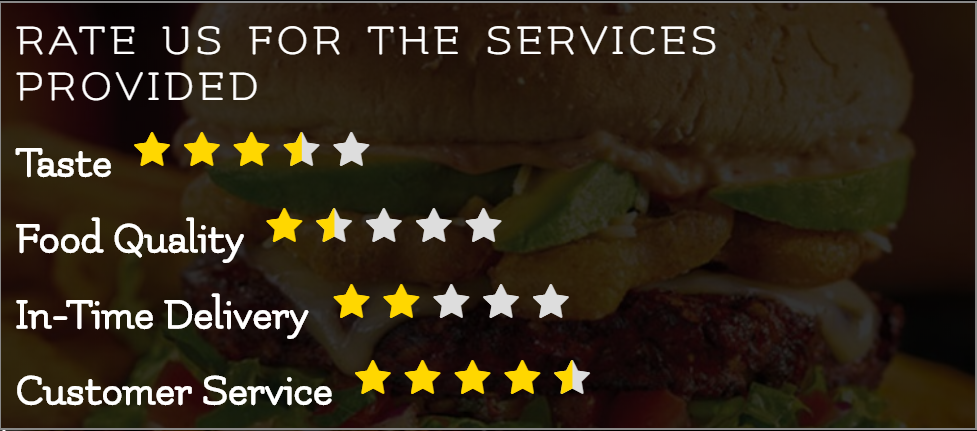 RATE US FOR THE SERVICES
PROVIDED
Taste
Food Quality
In-Time Delivery
Customer Service